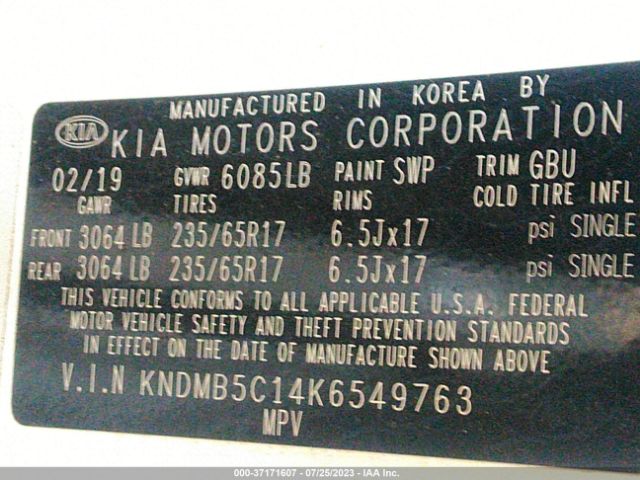 MANUFACTURED IN KOREA BY
KIA KIA MOTORS CORPORATION
02/19 GVWR 6085LB PAINT SWP TRIM GBU
GAWR TIRES RIMS COLD TIRE INFL
FRONT 3064 LB 235/65R17 6.5Jx17 psi SINGLE
REAR 3064 LB 235/65R17 6.5Jx17 psi SINGLE
THIS VEHICLE CONFORMS TO ALL APPLICABLE U.S.A. FEDERAL
MOTOR VEHICLE SAFETY AND THEFT PREVENTION STANDARDS
IN EFFECT ON THE DATE OF MANUFACTURE SHOWN ABOVE
V.I.N KNDMB5C14K6549763
MPV
000-37171607 - 07/25/2023 - IAA Inc.